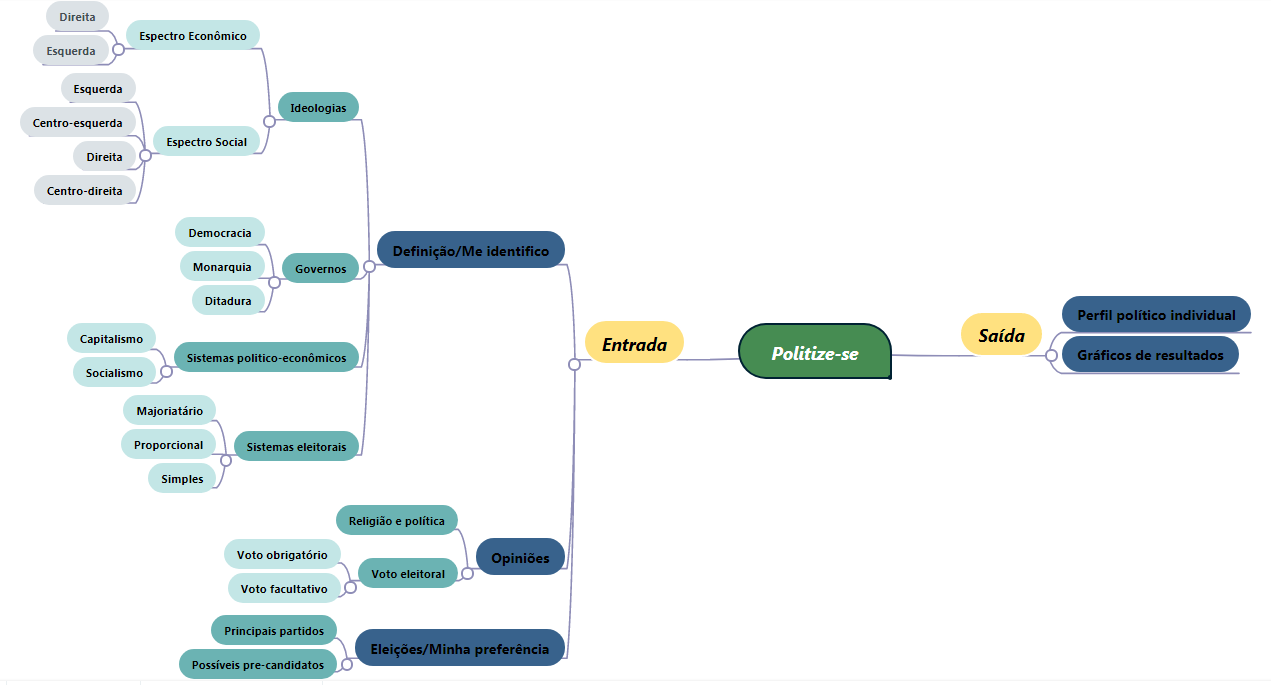 Direita
Espectro Econômico
Esquerda
Esquerda
Ideologias
Centro-esquerda
Espectro Social
Direita
Centro-direita
Democracia
Definição/Me identifico
Monarquia
Governos
Ditadura
Perfil político individual
Saída
Capitalismo
Entrada
Politize-se
Gráficos de resultados
Sistemas politico-econômicos
Socialismo
Majoriatário
Proporcional
Sistemas eleitorais
Simples
Religião e política
Voto obrigatório
Opiniões
Voto eleitoral
Voto facultativo
Principais partidos
Eleições/Minha preferência
Possíveis pre-candidatos